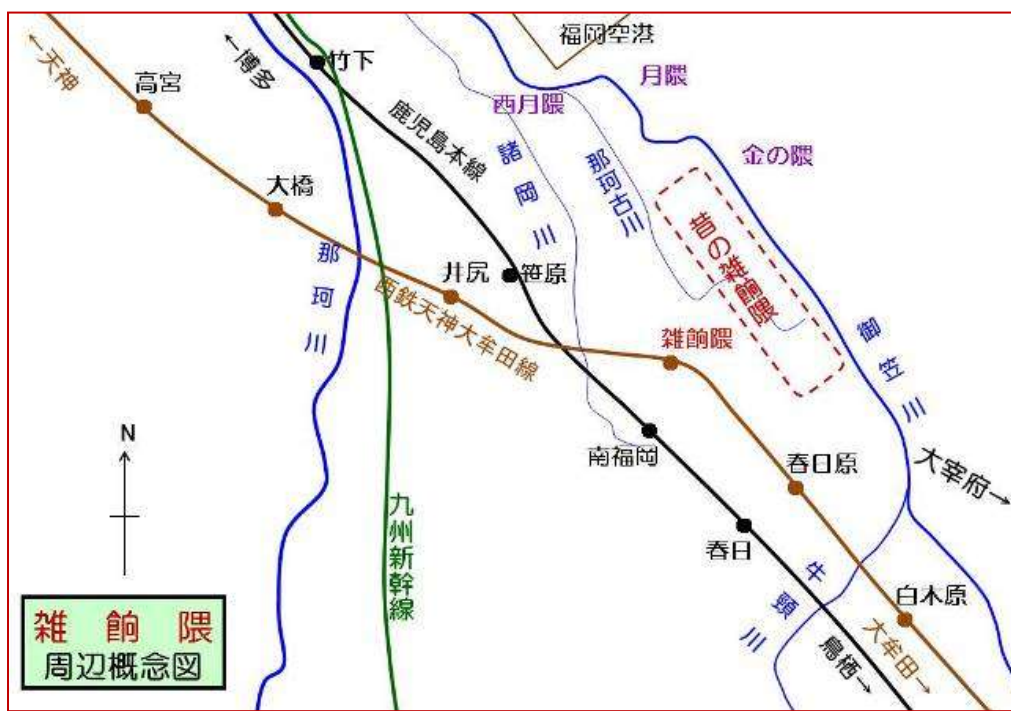 福岡空港
←天神
←博多
竹下
高宮
月隈
西月隈
鹿児島本線
諸岡川
那珂古川
金の隈
大橋
昔の雑餉隈
那珂川
井尻
笹原
西鉄天神大牟田線
雑餉隈
御笠川
N
南福岡
春日原
大宰府→
九州新幹線
春日
牛頸川
白木原
雑餉隈
周辺概念図
鳥栖→
大牟田→